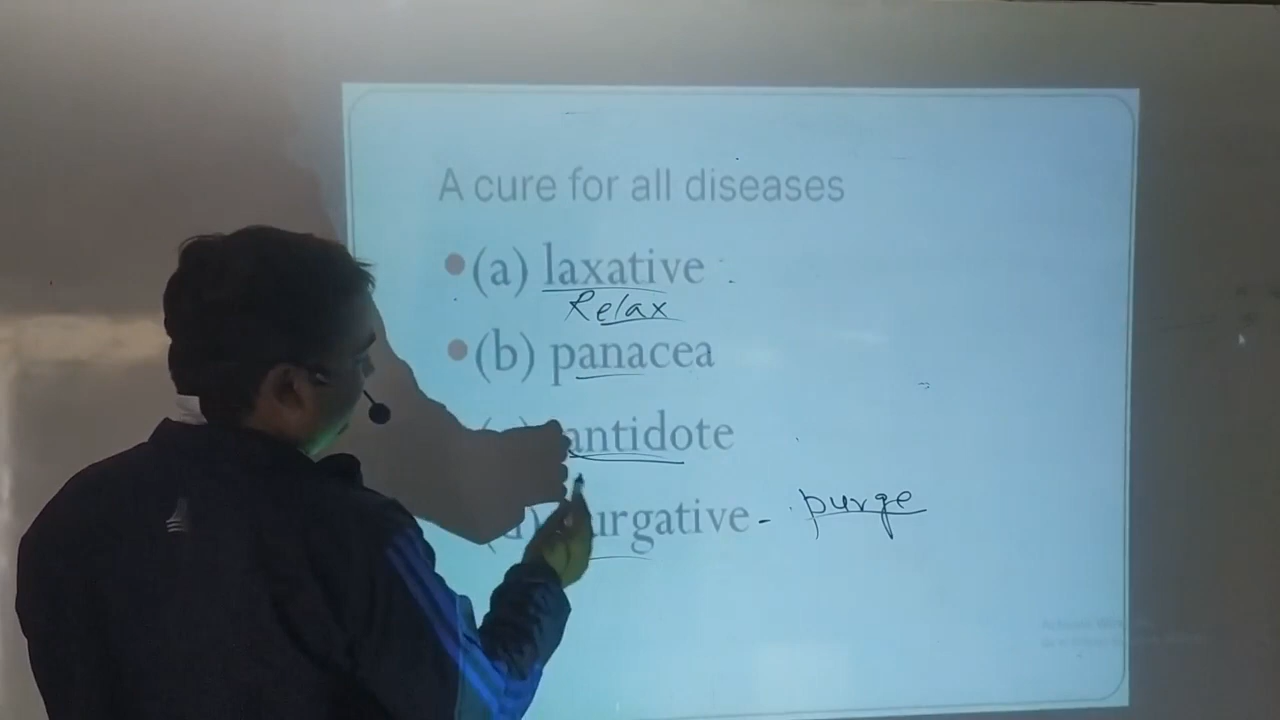 A cure for all diseases
•(a) laxative
Relax
•(b) panacea
antidote
urgative - purge